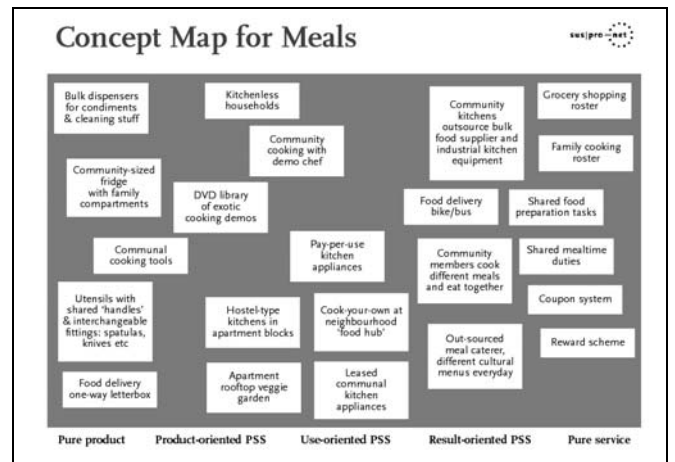 Concept Map for Meals
sus|pro—net
Bulk dispensers
for condiments
& cleaning stuff
Kitchenless
households
Community
kitchens
outsource bulk
food supplier and
industrial kitchen
equipment
Grocery shopping
roster
Community
cooking with
demo chef
Family cooking
roster
Community-sized
fridge
with family
compartments
DVD library
of exotic
cooking demos
Food delivery
bike/bus
Shared food
preparation tasks
Communal
cooking tools
Pay-per-use
kitchen
appliances
Community
members cook
different meals
and eat together
Shared mealtime
duties
Utensils with
shared ‘handles’
& interchangeable
fittings: spatulas,
knives etc
Hostel-type
kitchens in
apartment blocks
Cook-your-own at
neighbourhood
‘food hub’
Coupon system
Out-sourced
meal caterer,
different cultural
menus everyday
Reward scheme
Food delivery
one-way letterbox
Apartment
rooftop veggie
garden
Leased
communal
kitchen
appliances
Pure product
Product-oriented PSS
Use-oriented PSS
Result-oriented PSS
Pure service